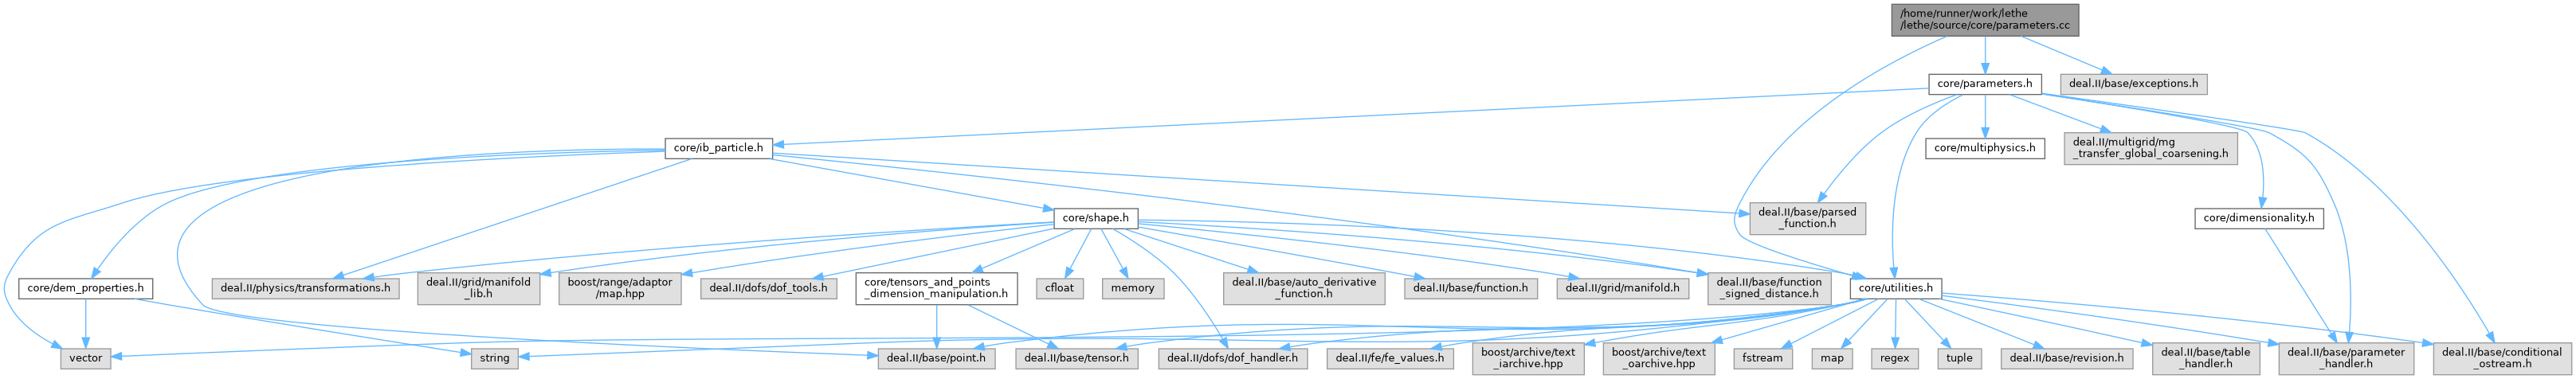 /home/runner/work/lethe
/lethe/source/core/parameters.cc
core/parameters.h
deal.II/base/exceptions.h
core/ib_particle.h
core/multiphysics.h
deal.II/multigrid/mg
_transfer_global_coarsening.h
core/shape.h
deal.II/base/parsed
_function.h
core/dimensionality.h
core/dem_properties.h
deal.II/physics/transformations.h
deal.II/grid/manifold
_lib.h
boost/range/adaptor
/map.hpp
deal.II/dofs/dof_tools.h
core/tensors_and_points
_dimension_manipulation.h
cfloat
memory
deal.II/base/auto_derivative
_function.h
deal.II/base/function.h
deal.II/grid/manifold.h
deal.II/base/function
_signed_distance.h
core/utilities.h
vector
string
deal.II/base/point.h
deal.II/base/tensor.h
deal.II/dofs/dof_handler.h
deal.II/fe/fe_values.h
boost/archive/text
_iarchive.hpp
boost/archive/text
_oarchive.hpp
fstream
map
regex
tuple
deal.II/base/revision.h
deal.II/base/table
_handler.h
deal.II/base/parameter
_handler.h
deal.II/base/conditional
_ostream.h